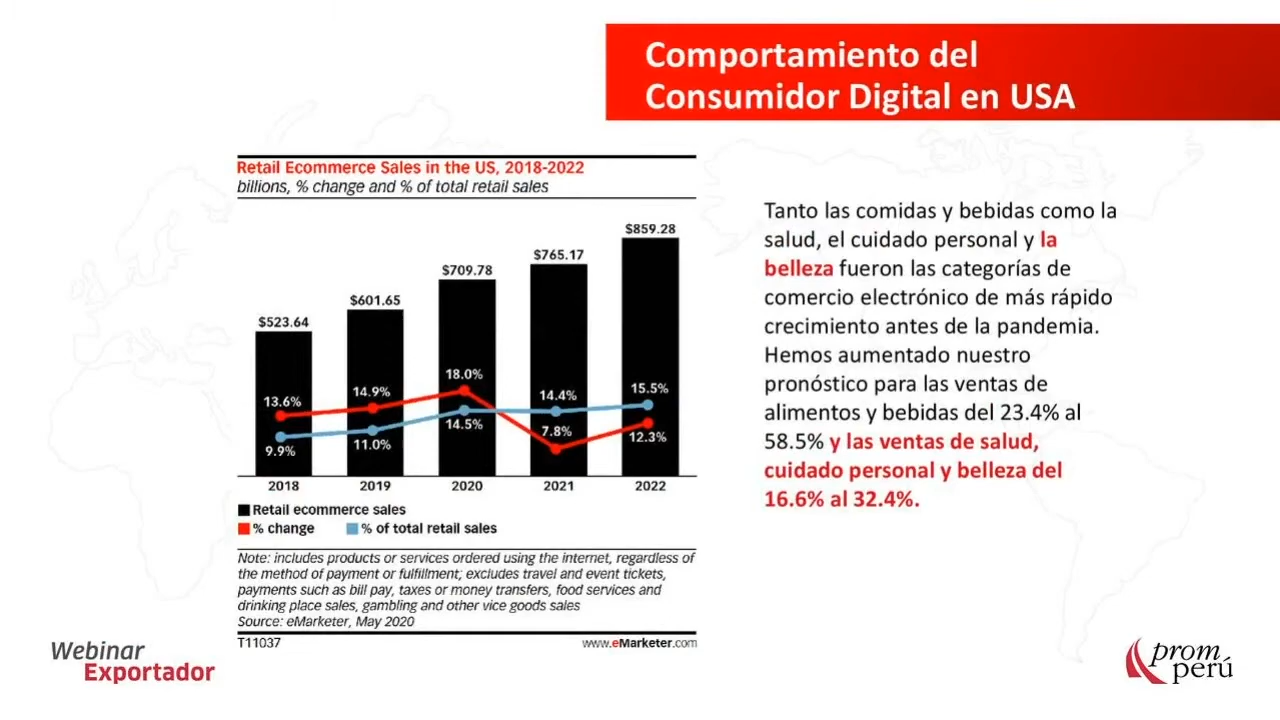 Comportamiento del
Consumidor Digital en USA
Retail Ecommerce Sales in the US, 2018-2022
billions, % change and % of total retail sales
$523.64
$601.65
$709.78
$765.17
$859.28
13.6%
14.9%
18.0%
14.4%
15.5%
9.9%
11.0%
14.5%
7.8%
12.3%
2018
2019
2020
2021
2022
Retail ecommerce sales
% change
% of total retail sales
Note: includes products or services ordered using the internet, regardless of
the method of payment or fulfillment; excludes travel and event tickets,
payments such as bill pay, taxes or money transfers, food services and
drinking place sales, gambling and other vice goods sales
Source: eMarketer, May 2020
T11037
www.eMarketer.com
Tanto las comidas y bebidas como la
salud, el cuidado personal y la
belleza fueron las categorías de
comercio electrónico de más rápido
crecimiento antes de la pandemia.
Hemos aumentado nuestro
pronóstico para las ventas de
alimentos y bebidas del 23.4% al
58.5% y las ventas de salud,
cuidado personal y belleza del
16.6% al 32.4%.
Webinar
Exportador
prom
perú